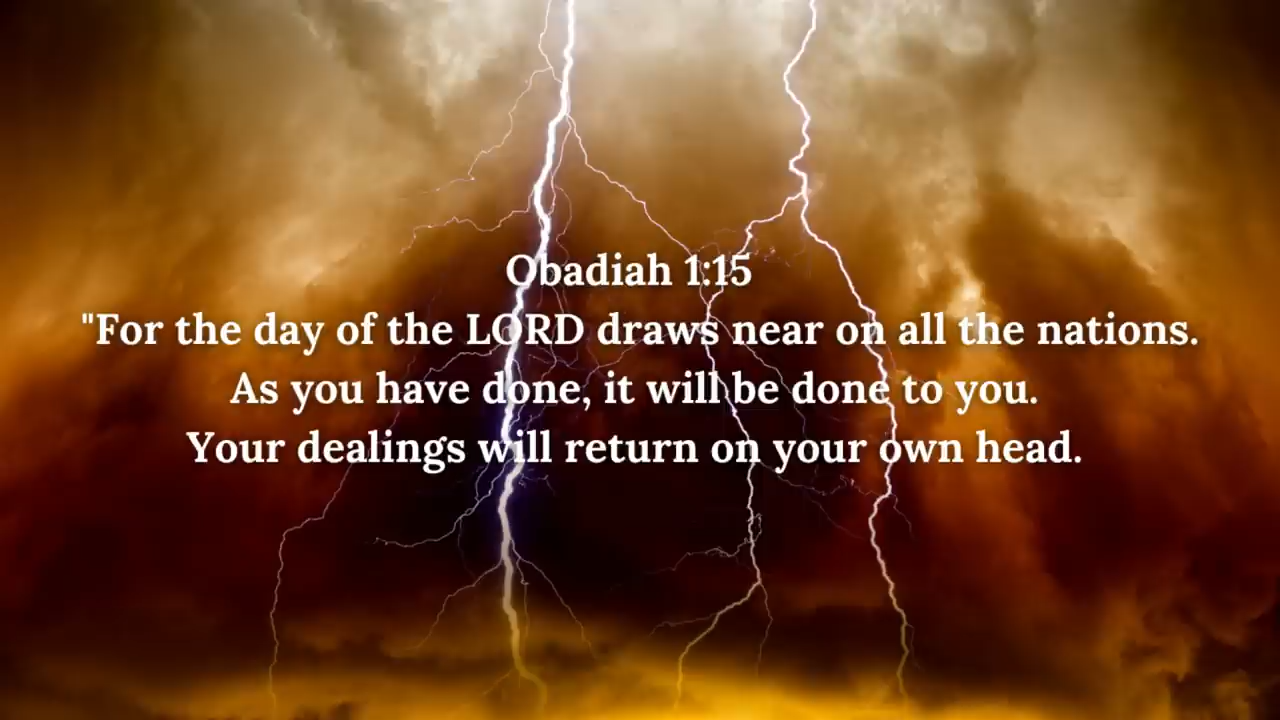 Obadiah 1:15
"For the day of the LORD draws near on all the nations.
As you have done, it will be done to you.
Your dealings will return on your own head.